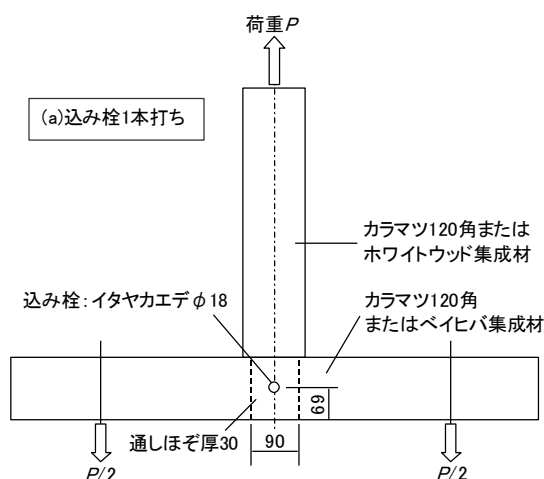 荷重P
(a)込み栓1本打ち
カラマツ120角または
ホワイトウッド集成材
込み栓:イタヤカエデφ18
カラマツ120角
またはベイヒバ集成材
69
通しほぞ厚30
90
P/2
P/2